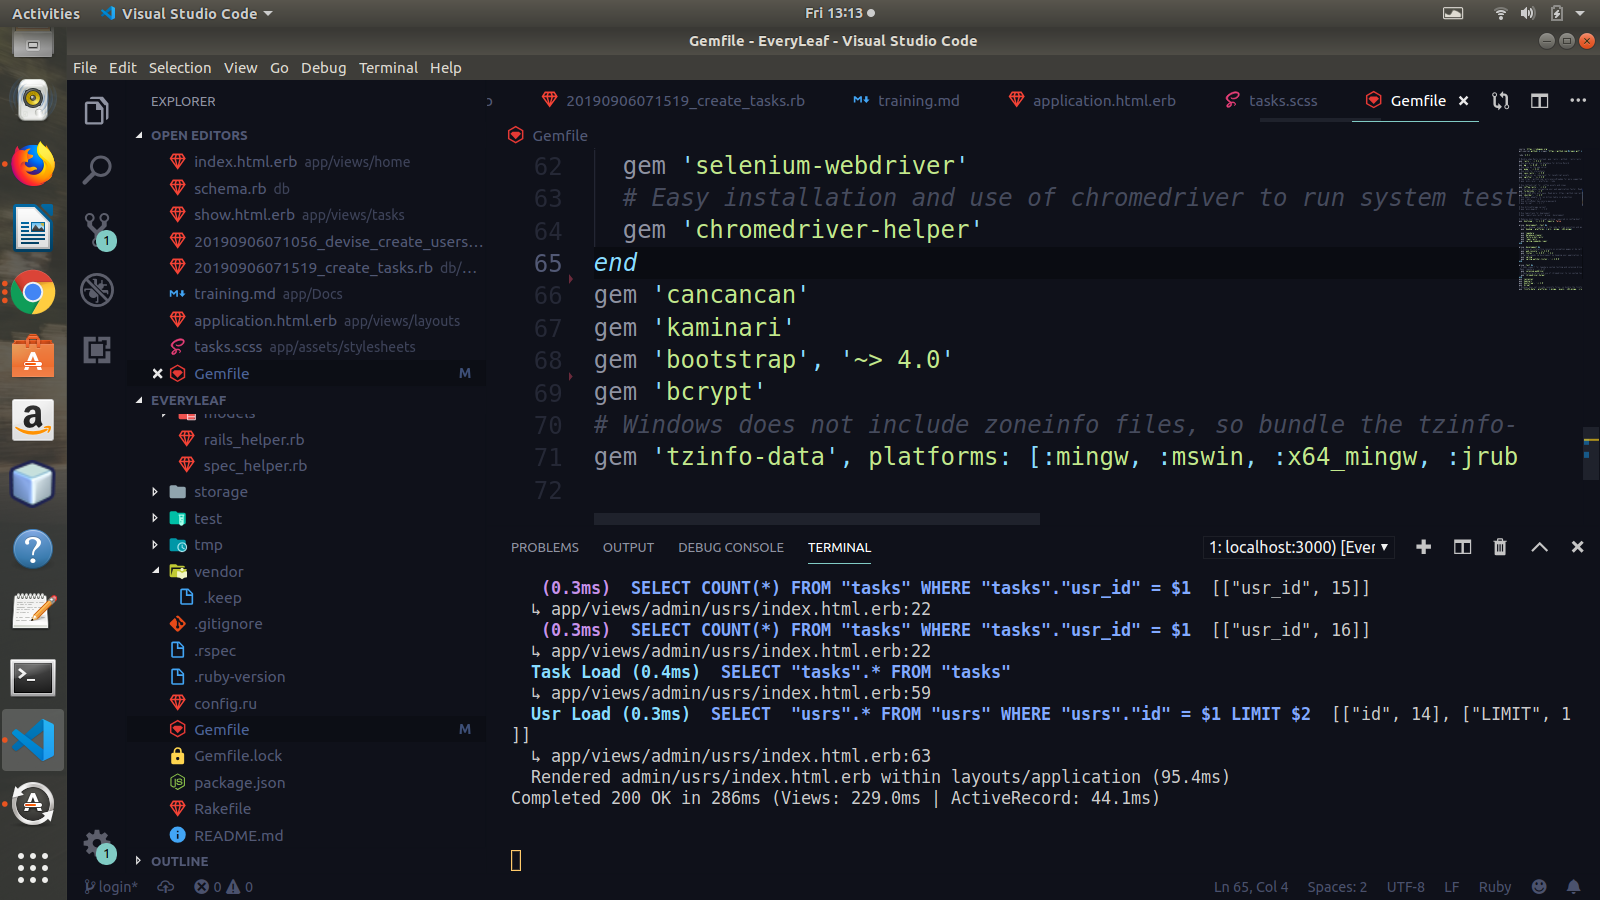 Activities
Visual Studio Code
Fri 13:13
Gemfile - EveryLeaf - Visual Studio Code
File Edit Selection View Go Debug Terminal Help
EXPLORER
OPEN EDITORS
index.html.erb app/views/home
schema.rb db
show.html.erb app/views/tasks
20190906071056_devise_create_users...
20190906071519_create_tasks.rb db/...
training.md app/Docs
application.html.erb app/views/layouts
tasks.scss app/assets/stylesheets
Gemfile M
EVERYLEAF
models
rails_helper.rb
spec_helper.rb
storage
test
tmp
vendor
.keep
.gitignore
.rspec
.ruby-version
config.ru
Gemfile M
Gemfile.lock
package.json
Rakefile
README.md
OUTLINE
1
1
20190906071519_create_tasks.rb training.md application.html.erb tasks.scss Gemfile
Gemfile
62 gem 'selenium-webdriver'
63 # Easy installation and use of chromedriver to run system test
64 gem 'chromedriver-helper'
65 end
66 gem 'cancancan'
67 gem 'kaminari'
68 gem 'bootstrap', '~> 4.0'
69 gem 'bcrypt'
70 # Windows does not include zoneinfo files, so bundle the tzinfo-
71 gem 'tzinfo-data', platforms: [:mingw, :mswin, :x64_mingw, :jrub
72
PROBLEMS OUTPUT DEBUG CONSOLE TERMINAL
1: localhost:3000) [Ever
(0.3ms) SELECT COUNT(*) FROM "tasks" WHERE "tasks"."usr_id" = $1 [["usr_id", 15]]
↳ app/views/admin/usrs/index.html.erb:22
(0.3ms) SELECT COUNT(*) FROM "tasks" WHERE "tasks"."usr_id" = $1 [["usr_id", 16]]
↳ app/views/admin/usrs/index.html.erb:22
Task Load (0.4ms) SELECT "tasks".* FROM "tasks"
↳ app/views/admin/usrs/index.html.erb:59
Usr Load (0.3ms) SELECT "usrs".* FROM "usrs" WHERE "usrs"."id" = $1 LIMIT $2 [["id", 14], ["LIMIT", 1
]]
↳ app/views/admin/usrs/index.html.erb:63
Rendered admin/usrs/index.html.erb within layouts/application (95.4ms)
Completed 200 OK in 286ms (Views: 229.0ms | ActiveRecord: 44.1ms)
login* 0 0
Ln 65, Col 4 Spaces: 2 UTF-8 LF Ruby